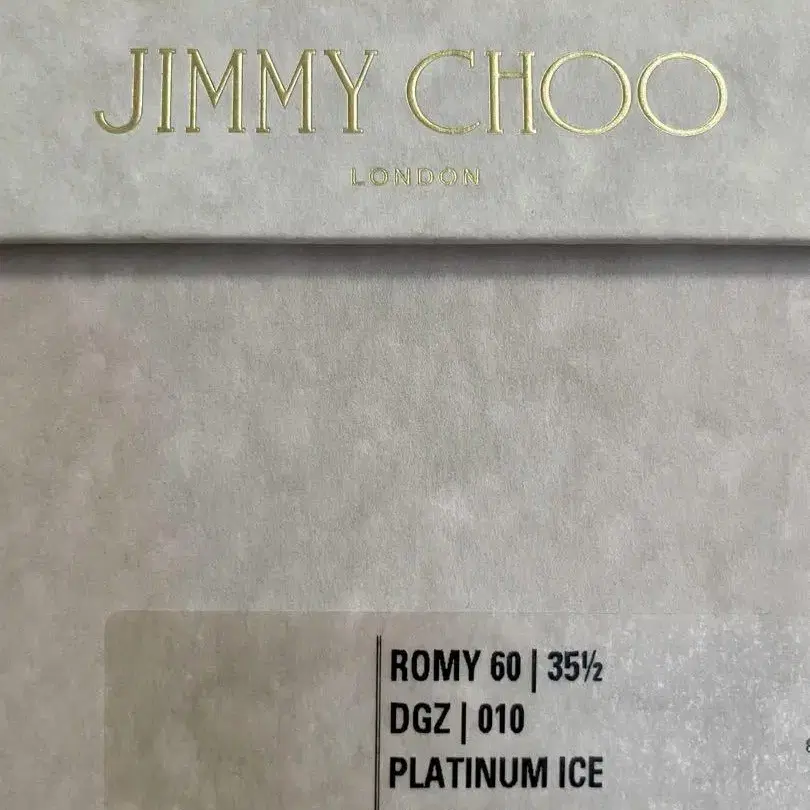 JIMMY CHOO
LONDON
ROMY 60 | 35½
DGZ | 010
PLATINUM ICE